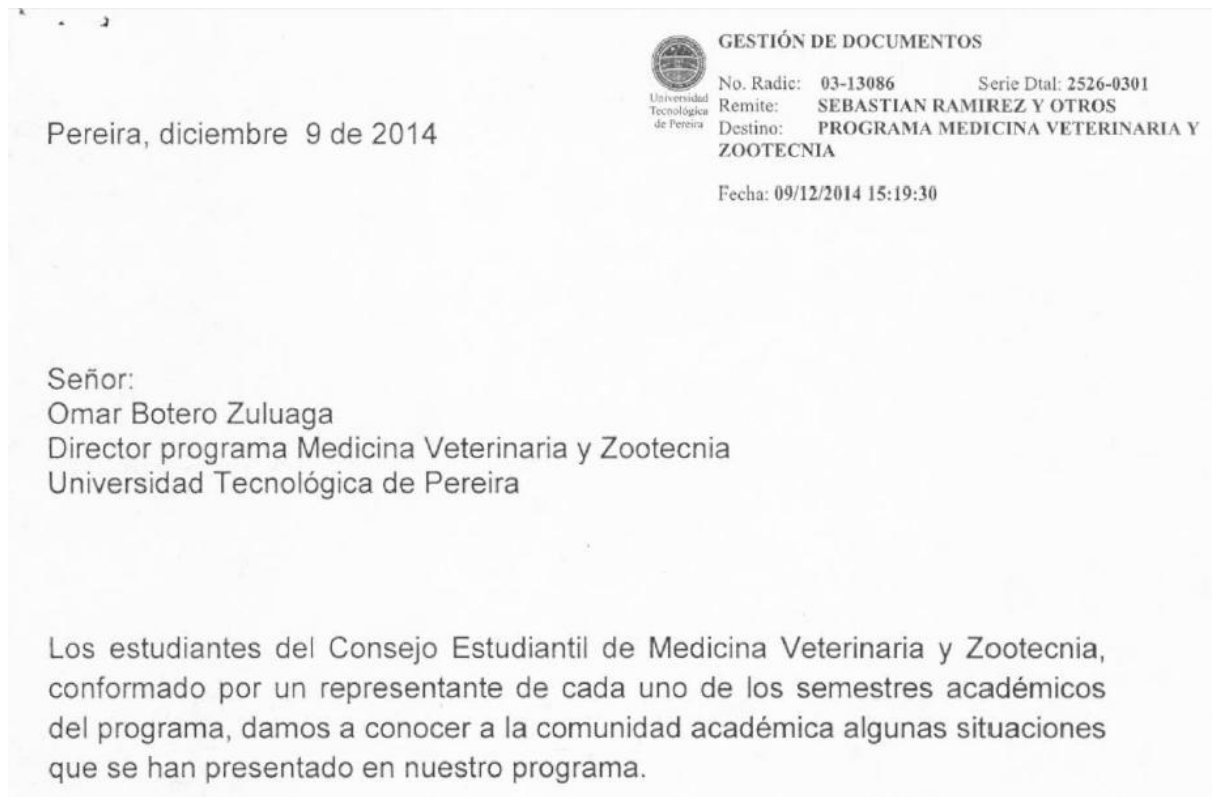 GESTIÓN DE DOCUMENTOS
No. Radic: 03-13086 Serie Dtal: 2526-0301
Remite: SEBASTIAN RAMIREZ Y OTROS
Destino: PROGRAMA MEDICINA VETERINARIA Y
ZOOTECNIA
Fecha: 09/12/2014 15:19:30
Universidad
Tecnológica
de Pereira
Pereira, diciembre 9 de 2014
Señor:
Omar Botero Zuluaga
Director programa Medicina Veterinaria y Zootecnia
Universidad Tecnológica de Pereira
Los estudiantes del Consejo Estudiantil de Medicina Veterinaria y Zootecnia,
conformado por un representante de cada uno de los semestres académicos
del programa, damos a conocer a la comunidad académica algunas situaciones
que se han presentado en nuestro programa.